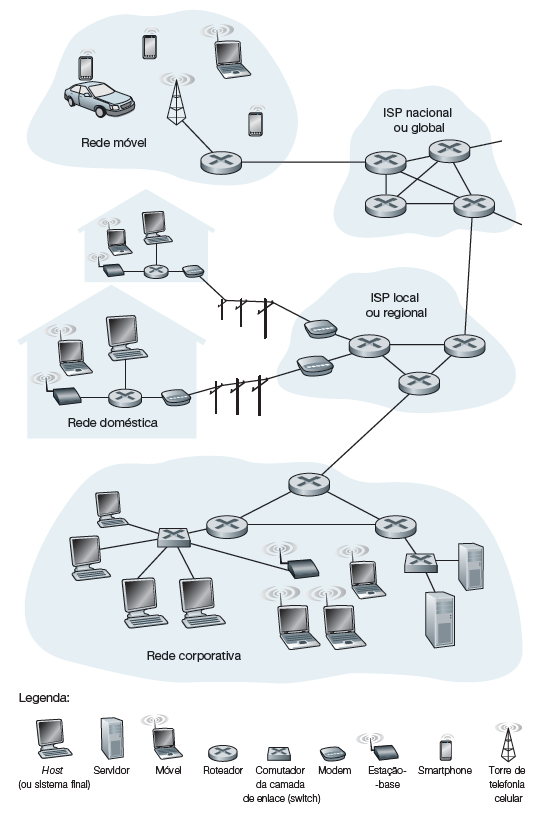 Rede móvel
ISP nacional
ou global
ISP local
ou regional
Rede doméstica
Rede corporativa
Legenda:
Host
(ou sistema final)
Servidor
Móvel
Roteador
Comutador
da camada
de enlace (switch)
Modem
Estação-
-base
Smartphone
Torre de
telefonia
celular